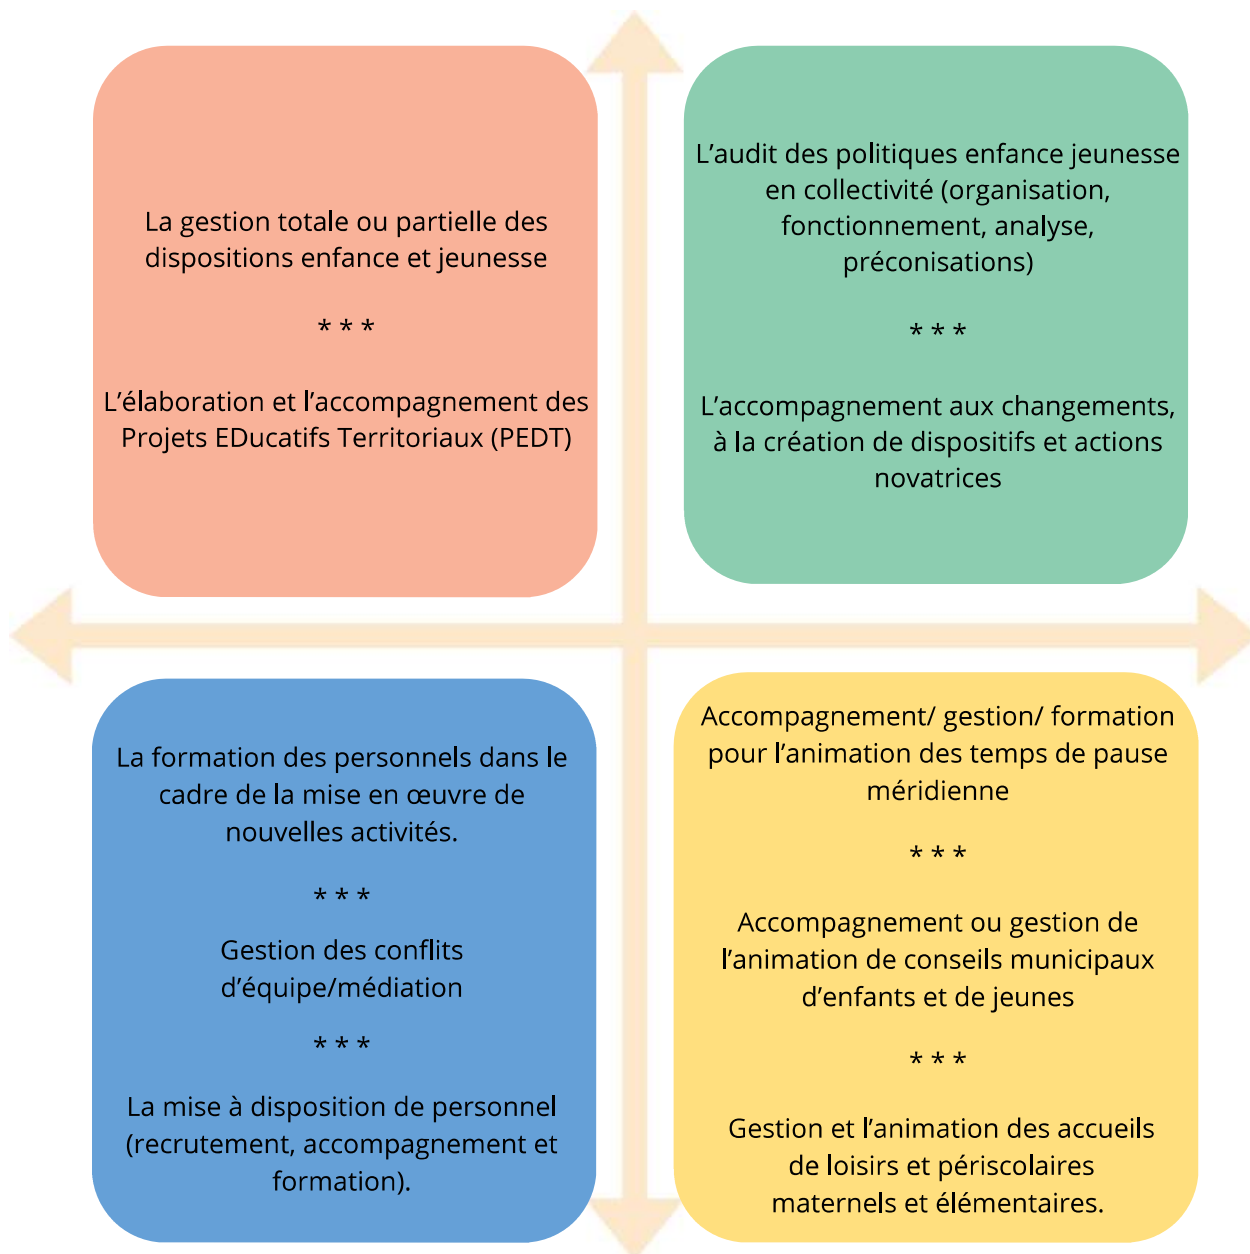 La gestion totale ou partielle des
dispositions enfance et jeunesse
* * *
L'élaboration et l'accompagnement des
Projets EDucatifs Territoriaux (PEDT)
L'audit des politiques enfance jeunesse
en collectivité (organisation,
fonctionnement, analyse,
préconisations)
* * *
L'accompagnement aux changements,
à la création de dispositifs et actions
novatrices
La formation des personnels dans le
cadre de la mise en œuvre de
nouvelles activités.
* * *
Gestion des conflits
d'équipe/médiation
* * *
La mise à disposition de personnel
(recrutement, accompagnement et
formation).
Accompagnement/ gestion/ formation
pour l'animation des temps de pause
méridienne
* * *
Accompagnement ou gestion de
l'animation de conseils municipaux
d'enfants et de jeunes
* * *
Gestion et l'animation des accueils
de loisirs et périscolaires
maternels et élémentaires.